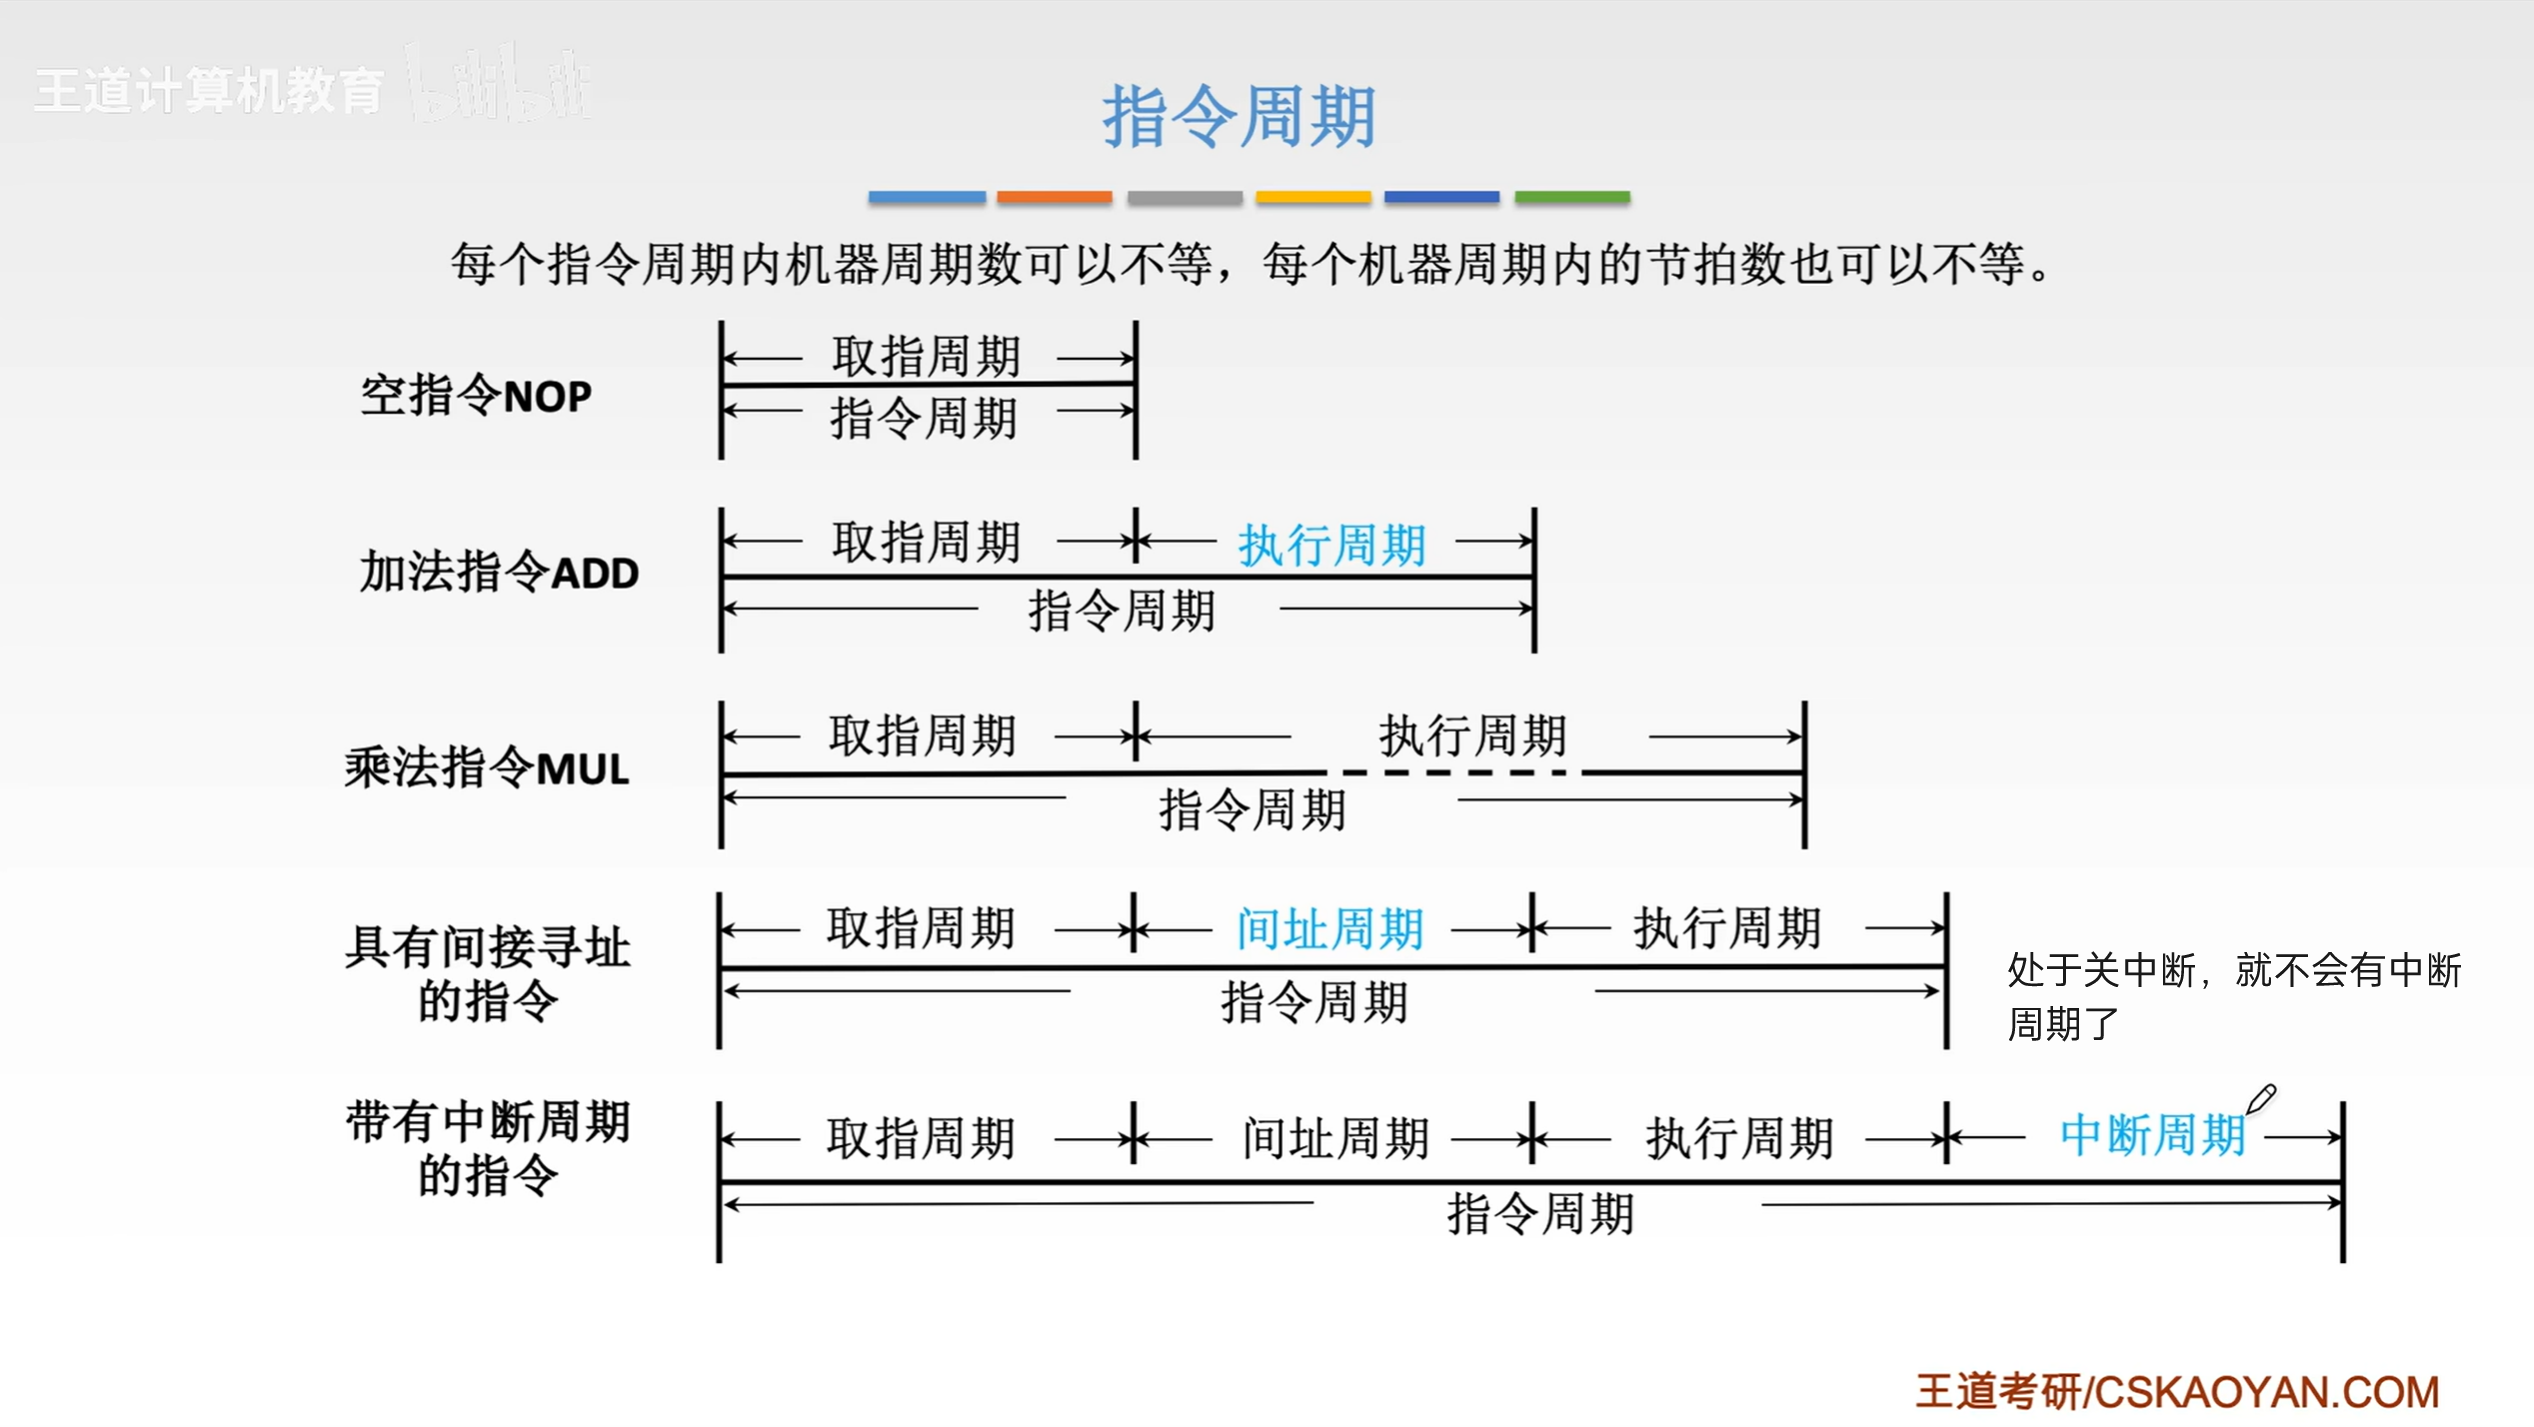 王道计算机教育 bilibili
指令周期
每个指令周期内机器周期数可以不等，每个机器周期内的节拍数也可以不等。
空指令NOP
取指周期
指令周期
加法指令ADD
取指周期 执行周期
指令周期
乘法指令MUL
取指周期 执行周期
指令周期
具有间接寻址
的指令
取指周期 间址周期 执行周期
指令周期
处于关中断，就不会有中断
周期了
带有中断周期
的指令
取指周期 间址周期 执行周期 中断周期
指令周期
王道考研/CSKAOYAN.COM